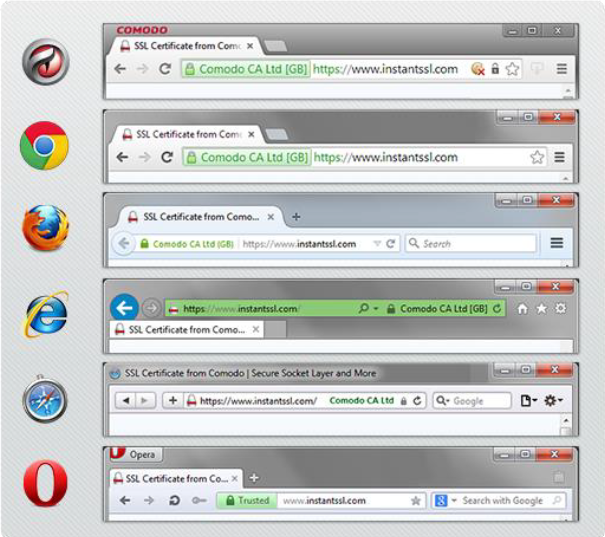 COMODO
SSL Certificate from Com
Comodo CA Ltd [GB] https://www.instantssl.com
SSL Certificate from Com
Comodo CA Ltd [GB] https://www.instantssl.com
SSL Certificate from Como...
Comodo CA Ltd (GB) https://www.instantssl.com Search
https://www.instantssl.com/ Comodo CA Ltd [GB]
SSL Certificate from Como...
SSL Certificate from Comodo | Secure Socket Layer and More
https://www.instantssl.com/ Comodo CA Ltd Google
Opera
SSL Certificate from Co...
Trusted www.instantssl.com 8 Search with Google